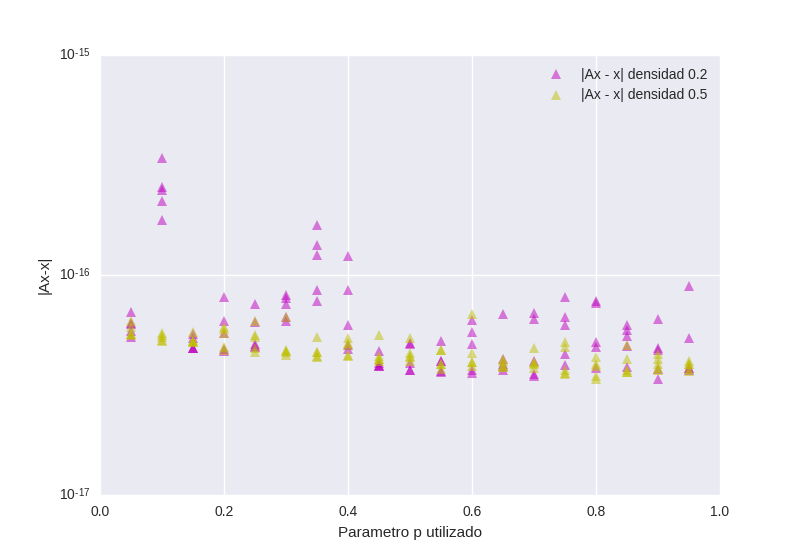 10-15
|Ax - x| densidad 0.2
|Ax - x| densidad 0.5
|Ax-x|
10-16
10-17
0.0 0.2 0.4 0.6 0.8 1.0
Parametro p utilizado